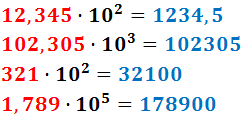 12,345 · 10² = 1234,5
102,305 · 10³ = 102305
321 · 10² = 32100
1,789 · 10⁵ = 178900